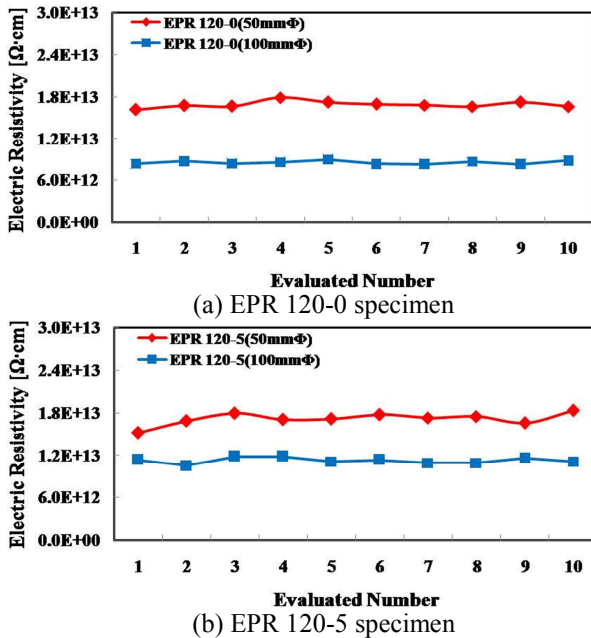 Electric Resistivity [Ω·cm]
3.0E+13
2.4E+13
1.8E+13
1.2E+13
6.0E+12
0.0E+00
EPR 120-0(50mmΦ)
EPR 120-0(100mmΦ)
1 2 3 4 5 6 7 8 9 10
Evaluated Number
(a) EPR 120-0 specimen
Electric Resistivity [Ω·cm]
3.0E+13
2.4E+13
1.8E+13
1.2E+13
6.0E+12
0.0E+00
EPR 120-5(50mmΦ)
EPR 120-5(100mmΦ)
1 2 3 4 5 6 7 8 9 10
Evaluated Number
(b) EPR 120-5 specimen